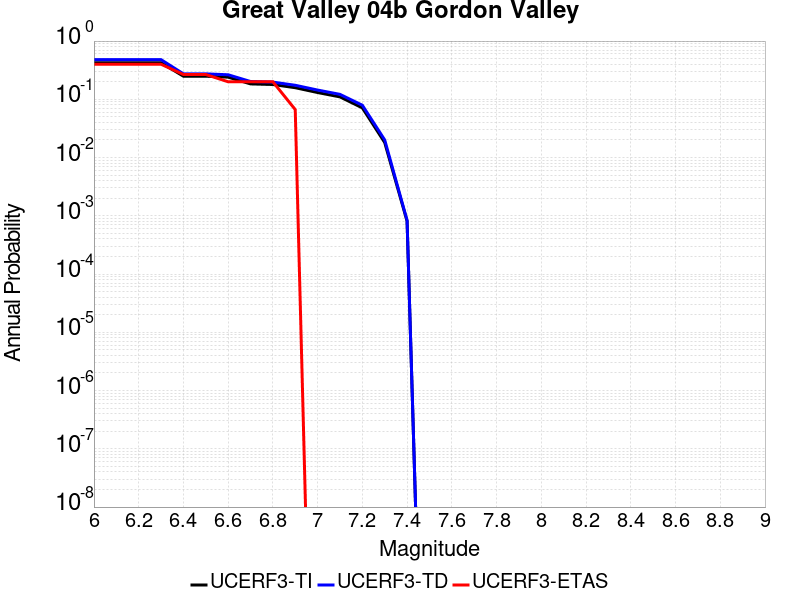 Great Valley 04b Gordon Valley
Annual Probability
10^0
10^-1
10^-2
10^-3
10^-4
10^-5
10^-6
10^-7
10^-8
6 6.2 6.4 6.6 6.8 7 7.2 7.4 7.6 7.8 8 8.2 8.4 8.6 8.8 9
Magnitude
UCERF3-TI UCERF3-TD UCERF3-ETAS